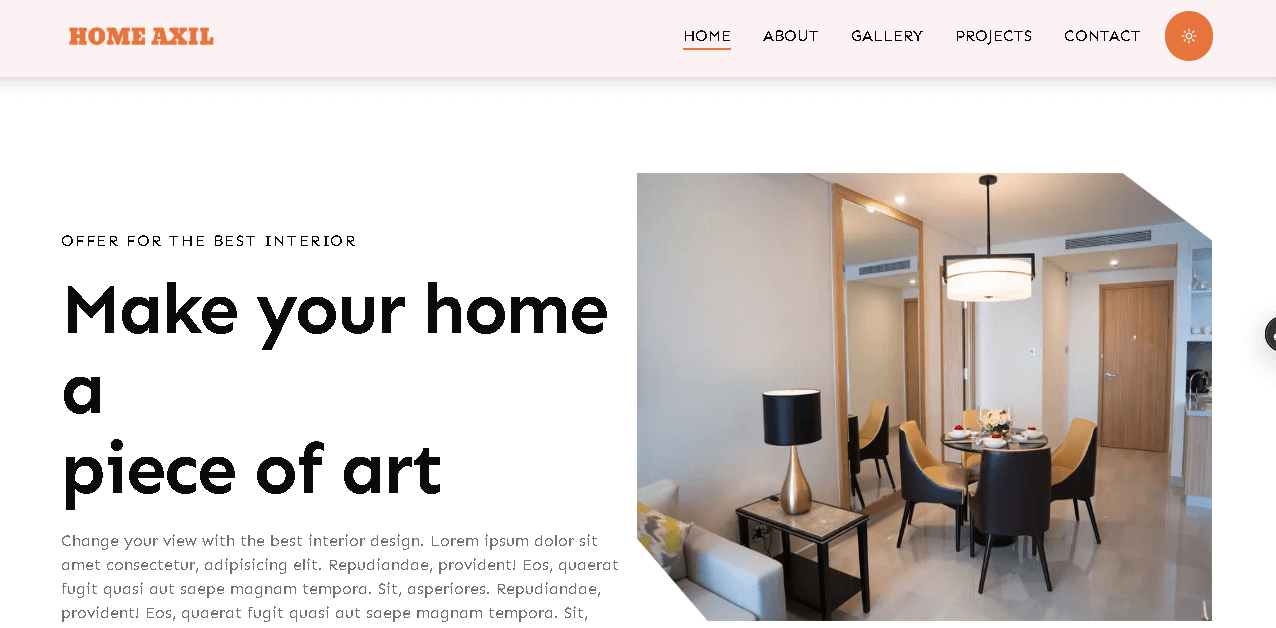 HOME AXIL
HOME ABOUT GALLERY PROJECTS CONTACT
OFFER FOR THE BEST INTERIOR
Make your home
a
piece of art
Change your view with the best interior design. Lorem ipsum dolor sit
amet consectetur, adipisicing elit. Repudiandae, provident! Eos, quaerat
fugit quasi aut saepe magnam tempora. Sit, asperiores. Repudiandae,
provident! Eos, quaerat fugit quasi aut saepe magnam tempora. Sit,